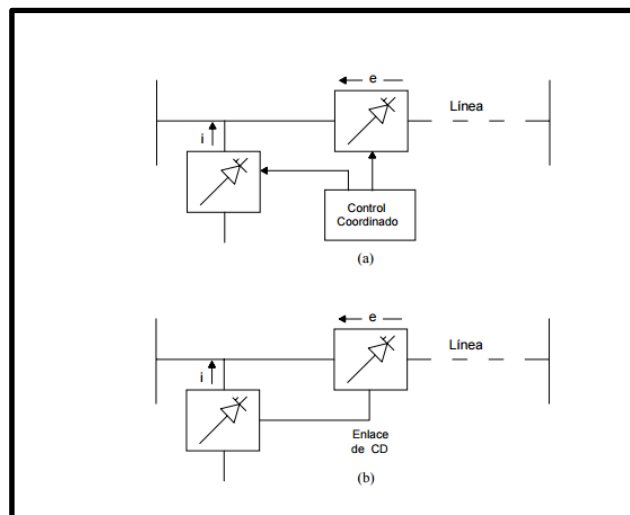 e
Línea
i
Control
Coordinado
(a)
e
Línea
i
Enlace
de CD
(b)